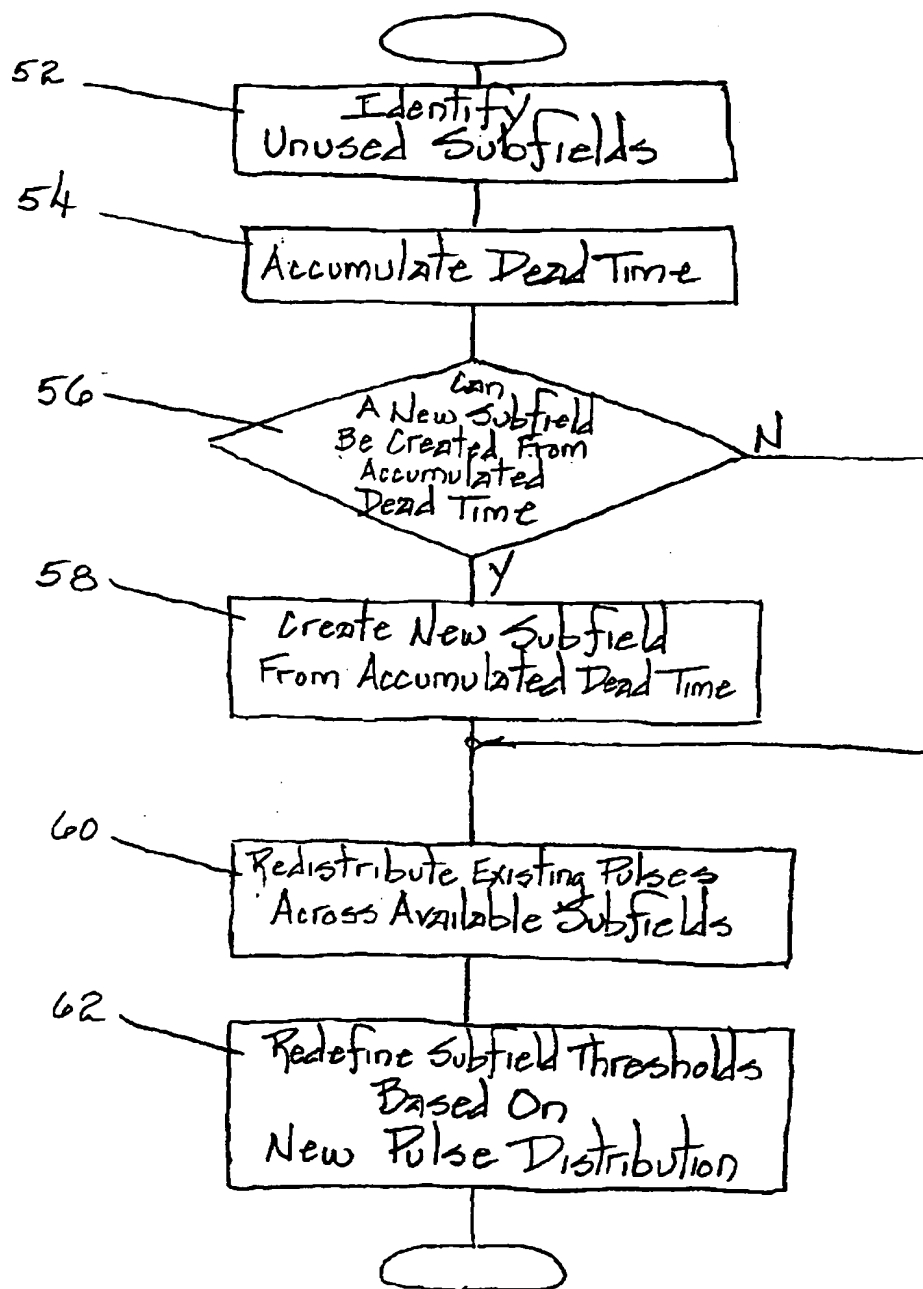 52
Identify
Unused Subfields
54
Accumulate Dead Time
56
Can
A New Subfield
Be Created From
Accumulated
Dead Time
N
Y
58
Create New Subfield
From Accumulated Dead Time
60
Redistribute Existing Pulses
Across Available Subfields
62
Redefine Subfield Thresholds
Based On
New Pulse Distribution